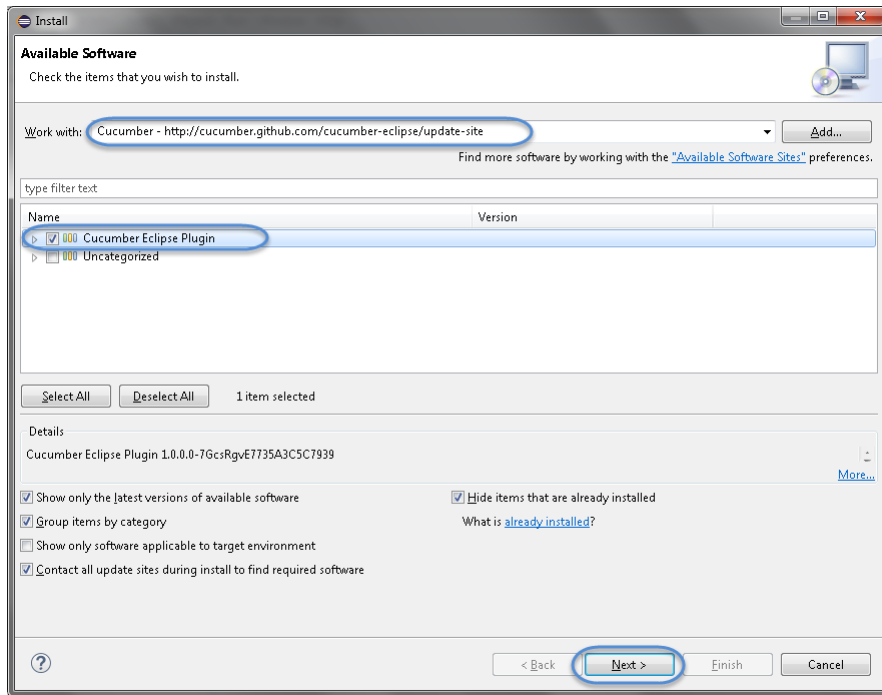 Install
Available Software
Check the items that you wish to install.
Work with: Cucumber - http://cucumber.github.com/cucumber-eclipse/update-site Add...
Find more software by working with the "Available Software Sites" preferences.
type filter text
Name Version
Cucumber Eclipse Plugin
Uncategorized
Select All Deselect All 1 item selected
Details
Cucumber Eclipse Plugin 1.0.0.0-7GcsRgvE7735A3C5C7939
More...
Show only the latest versions of available software Hide items that are already installed
Group items by category What is already installed?
Show only software applicable to target environment
Contact all update sites during install to find required software
? < Back Next > Finish Cancel